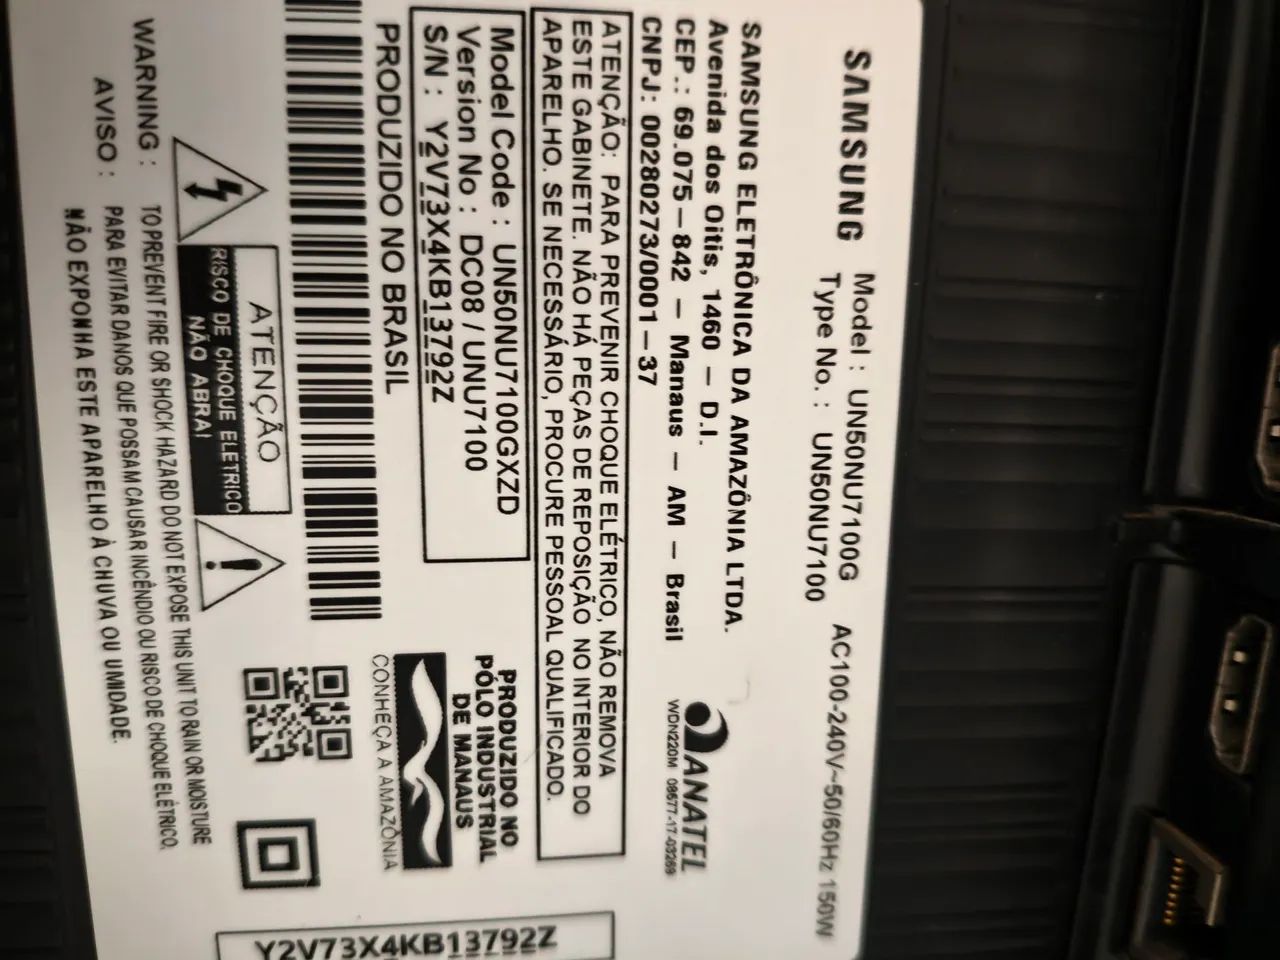 SAMSUNG
Model : UN50NU7100G
Type No. : UN50NU7100
AC100-240V~50/60Hz 150W
SAMSUNG ELETRÔNICA DA AMAZÔNIA LTDA.
Avenida dos Oitis, 1460 – D.I.
CEP.: 69.075–842 – Manaus – AM – Brasil
CNPJ: 00280273/0001–37
ANATEL
WDN220M 08677-17-03269
ATENÇÃO: PARA PREVENIR CHOQUE ELÉTRICO, NÃO REMOVA
ESTE GABINETE. NÃO HÁ PEÇAS DE REPOSIÇÃO NO INTERIOR DO
APARELHO. SE NECESSÁRIO, PROCURE PESSOAL QUALIFICADO.
Model Code : UN50NU7100GXZD
Version No : DC08 / UNU7100
S/N : Y2V73X4KB13792Z
PRODUZIDO NO BRASIL
PRODUZIDO NO
PÓLO INDUSTRIAL
DE MANAUS
CONHEÇA A AMAZÔNIA
ATENÇÃO
RISCO DE CHOQUE ELÉTRICO
NÃO ABRA!
WARNING : TO PREVENT FIRE OR SHOCK HAZARD DO NOT EXPOSE THIS UNIT TO RAIN OR MOISTURE
AVISO : PARA EVITAR DANOS QUE POSSAM CAUSAR INCÊNDIO OU RISCO DE CHOQUE ELÉTRICO,
NÃO EXPONHA ESTE APARELHO À CHUVA OU UMIDADE.
Y2V73X4KB13792Z